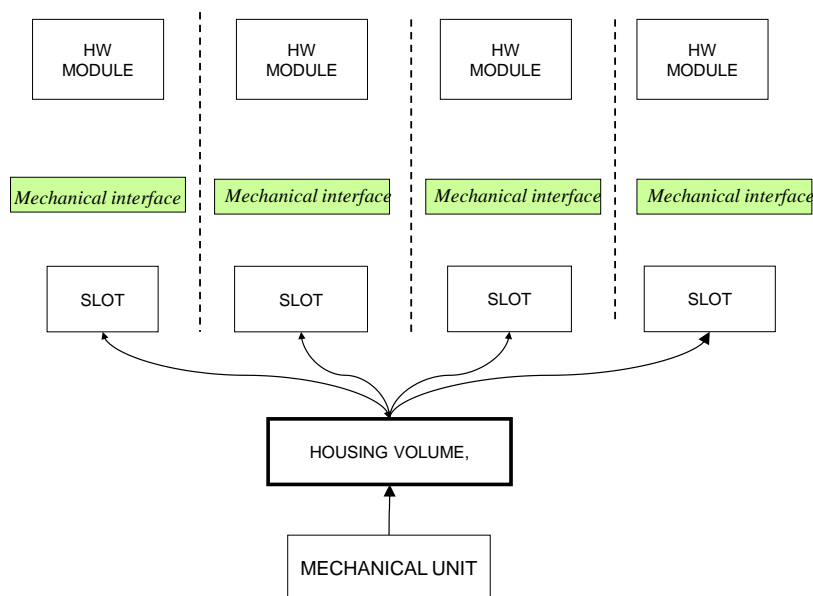 HW
MODULE
HW
MODULE
HW
MODULE
HW
MODULE
Mechanical interface
Mechanical interface
Mechanical interface
Mechanical interface
SLOT
SLOT
SLOT
SLOT
HOUSING VOLUME,
MECHANICAL UNIT